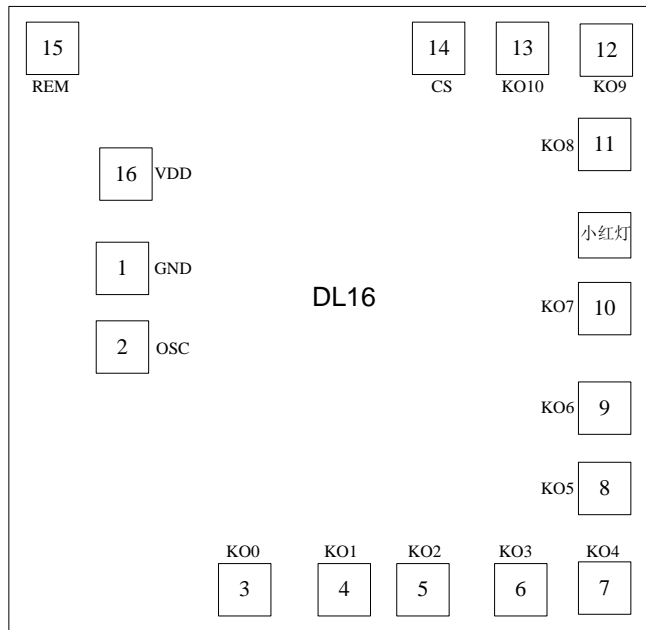 15
14
13
12
REM
CS
KO10
KO9
KO8
11
16
VDD
小红灯
1
GND
DL16
KO7
10
2
OSC
KO6
9
KO5
8
KO0
KO1
KO2
KO3
KO4
3
4
5
6
7